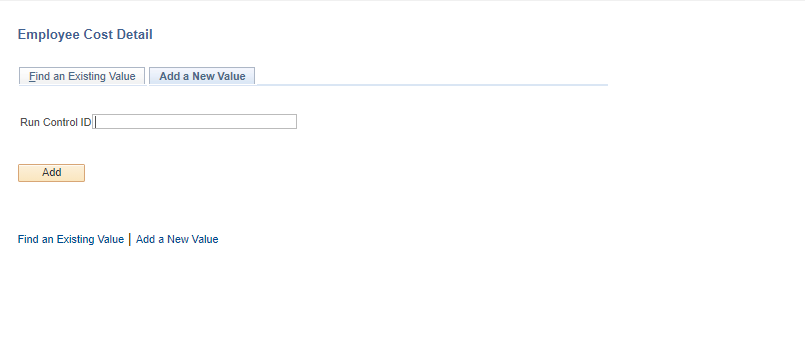 Employee Cost Detail
Find an Existing Value Add a New Value
Run Control ID
Add
Find an Existing Value | Add a New Value